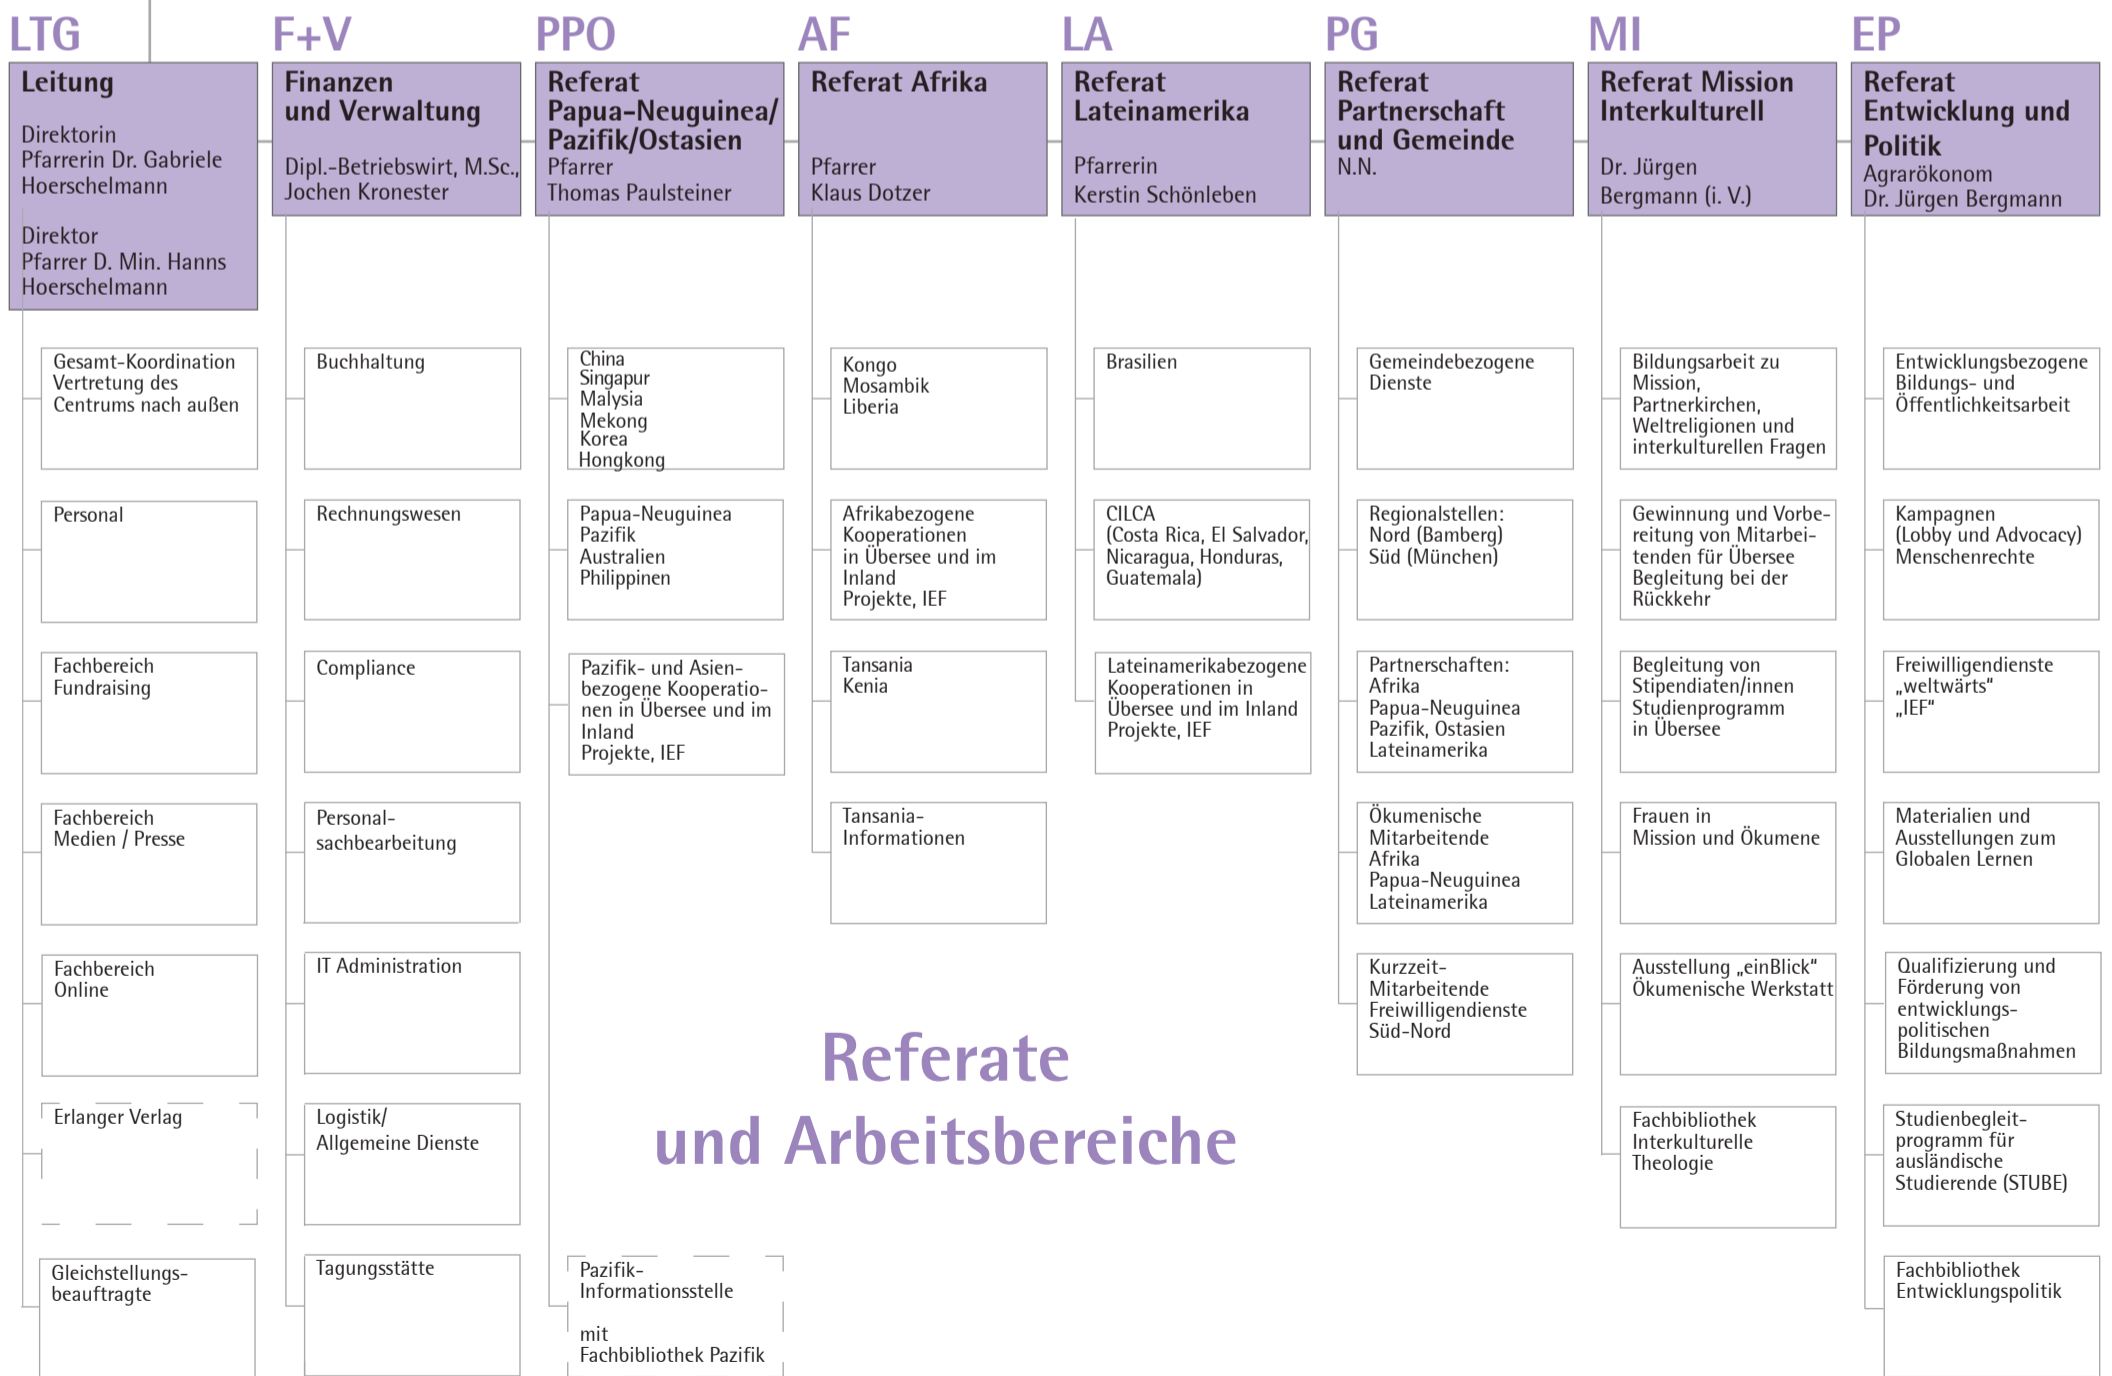 LTG
Leitung
Direktorin
Pfarrerin Dr. Gabriele
Hoerschelmann
Direktor
Pfarrer D. Min. Hanns
Hoerschelmann
Gesamt-Koordination
Vertretung des
Centrums nach außen
Personal
Fachbereich
Fundraising
Fachbereich
Medien / Presse
Fachbereich
Online
Erlanger Verlag
Gleichstellungs-
beauftragte
F+V
Finanzen
und Verwaltung
Dipl.-Betriebswirt, M.Sc.,
Jochen Kronester
Buchhaltung
Rechnungswesen
Compliance
Personal-
sachbearbeitung
IT Administration
Logistik/
Allgemeine Dienste
Tagungsstätte
PPO
Referat
Papua-Neuguinea/
Pazifik/Ostasien
Pfarrer
Thomas Paulsteiner
China
Singapur
Malysia
Mekong
Korea
Hongkong
Papua-Neuguinea
Pazifik
Australien
Philippinen
Pazifik- und Asien-
bezogene Kooperatio-
nen in Übersee und im
Inland
Projekte, IEF
Pazifik-
Informationsstelle
mit
Fachbibliothek Pazifik
AF
Referat Afrika
Pfarrer
Klaus Dotzer
Kongo
Mosambik
Liberia
Afrikabezogene
Kooperationen
in Übersee und im
Inland
Projekte, IEF
Tansania
Kenia
Tansania-
Informationen
LA
Referat
Lateinamerika
Pfarrerin
Kerstin Schönleben
Brasilien
CILCA
(Costa Rica, El Salvador,
Nicaragua, Honduras,
Guatemala)
Lateinamerikabezogene
Kooperationen in
Übersee und im Inland
Projekte, IEF
PG
Referat
Partnerschaft
und Gemeinde
N.N.
Gemeindebezogene
Dienste
Regionalstellen:
Nord (Bamberg)
Süd (München)
Partnerschaften:
Afrika
Papua-Neuguinea
Pazifik, Ostasien
Lateinamerika
Ökumenische
Mitarbeitende
Afrika
Papua-Neuguinea
Lateinamerika
Kurzzeit-
Mitarbeitende
Freiwilligendienste
Süd-Nord
MI
Referat Mission
Interkulturell
Dr. Jürgen
Bergmann (i. V.)
Bildungsarbeit zu
Mission,
Partnerkirchen,
Weltreligionen und
interkulturellen Fragen
Gewinnung und Vorbe-
reitung von Mitarbei-
tenden für Übersee
Begleitung bei der
Rückkehr
Begleitung von
Stipendiaten/innen
Studienprogramm
in Übersee
Frauen in
Mission und Ökumene
Ausstellung „einBlick“
Ökumenische Werkstatt
Fachbibliothek
Interkulturelle
Theologie
EP
Referat
Entwicklung und
Politik
Agrarökonom
Dr. Jürgen Bergmann
Entwicklungsbezogene
Bildungs- und
Öffentlichkeitsarbeit
Kampagnen
(Lobby und Advocacy)
Menschenrechte
Freiwilligendienste
„weltwärts“
„IEF“
Materialien und
Ausstellungen zum
Globalen Lernen
Qualifizierung und
Förderung von
entwicklungs-
politischen
Bildungsmaßnahmen
Studienbegleit-
programm für
ausländische
Studierende (STUBE)
Fachbibliothek
Entwicklungspolitik
Referate
und Arbeitsbereiche